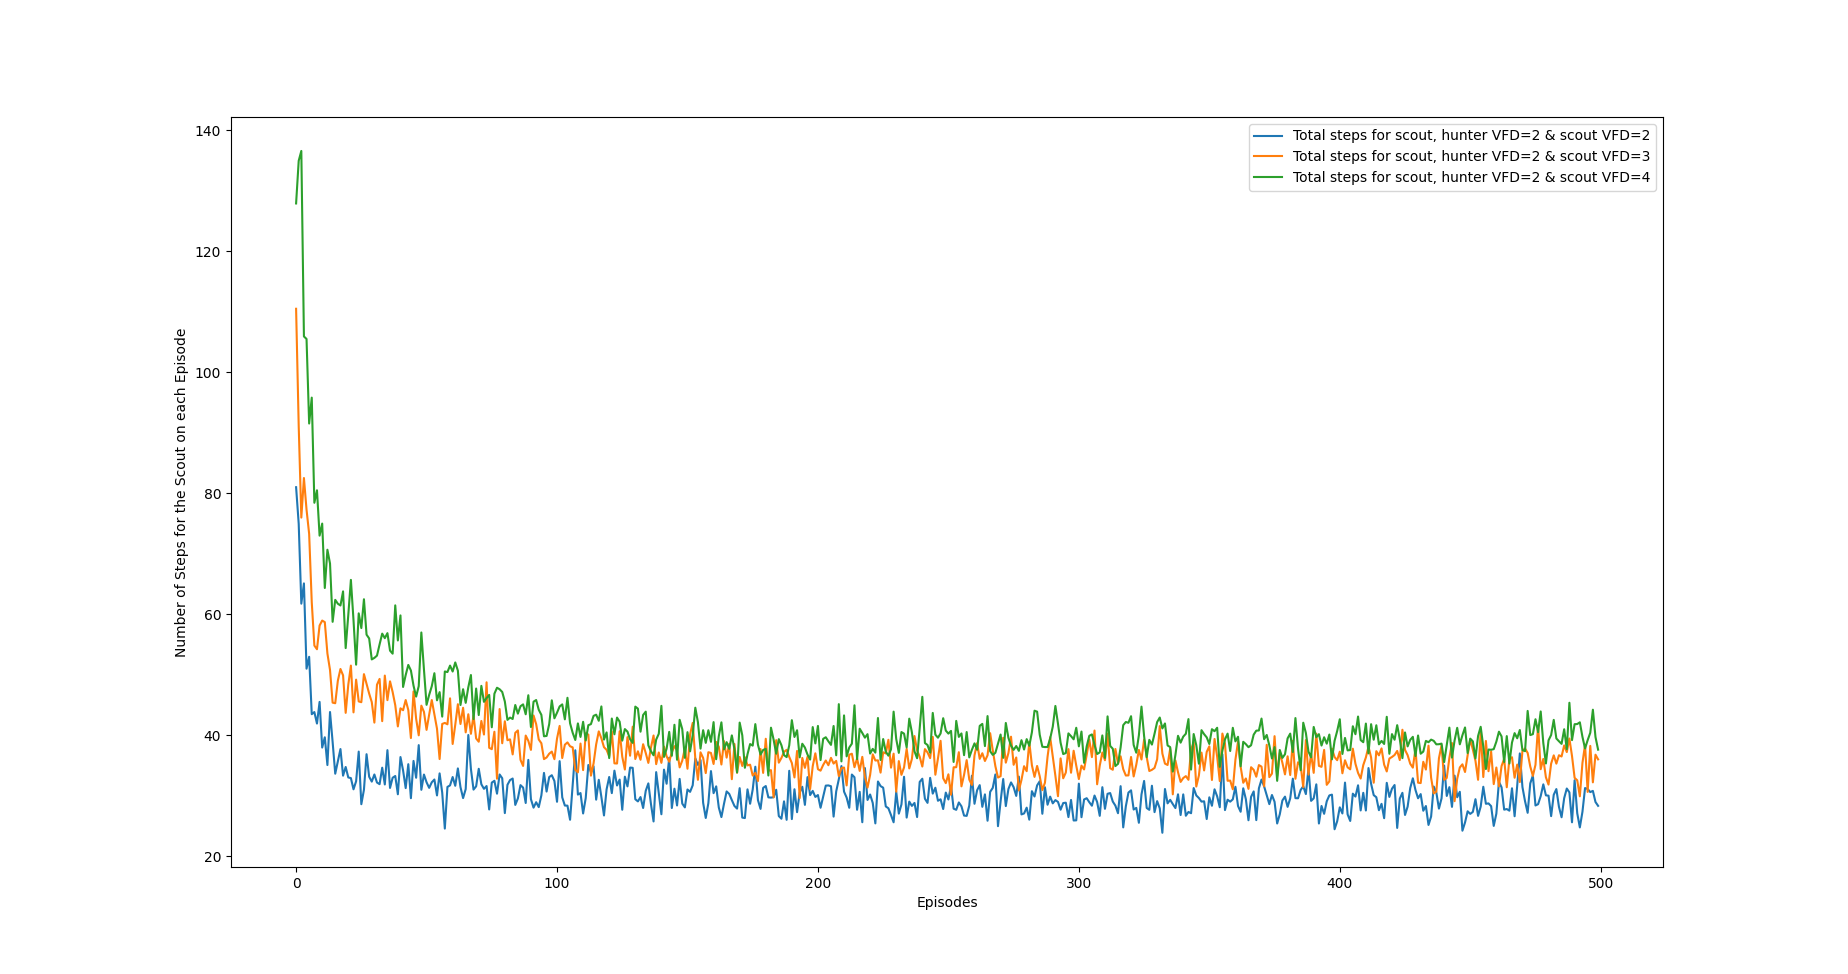 140
120
100
80
60
40
20
Number of Steps for the Scout on each Episode
Total steps for scout, hunter VFD=2 & scout VFD=2
Total steps for scout, hunter VFD=2 & scout VFD=3
Total steps for scout, hunter VFD=2 & scout VFD=4
0 100 200 300 400 500
Episodes